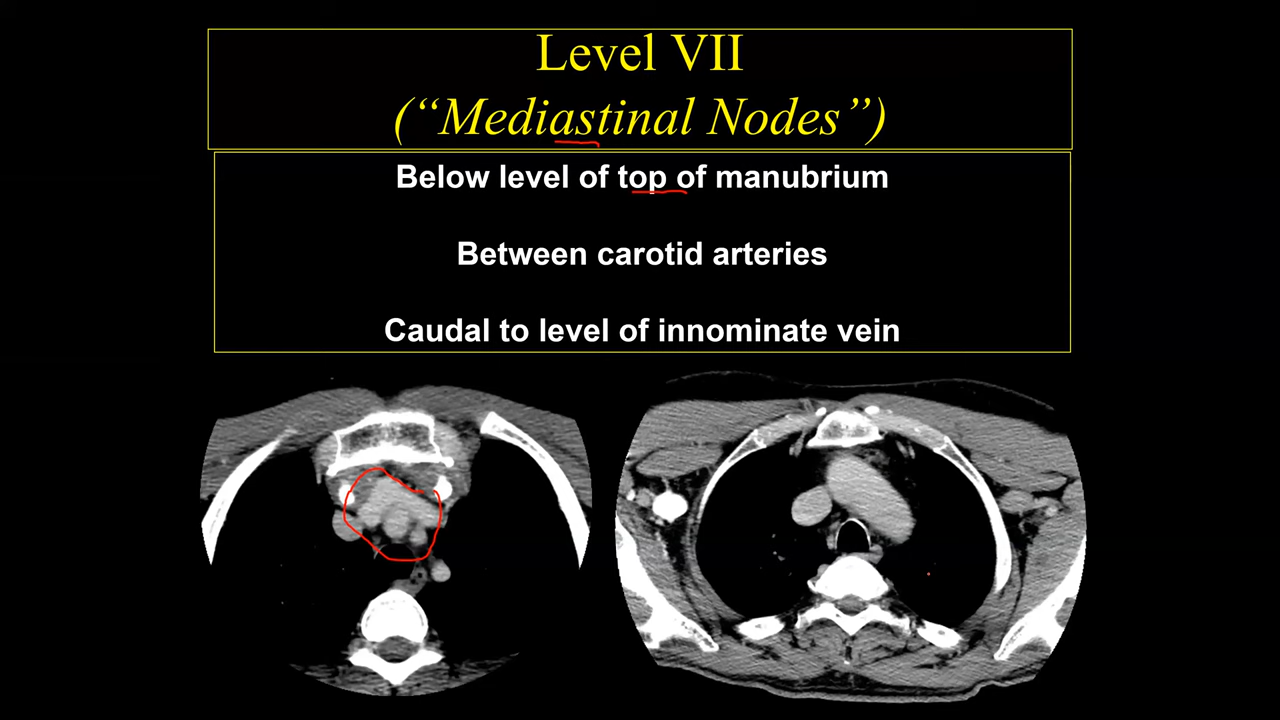 Level VII
(“Mediastinal Nodes”)
Below level of top of manubrium
Between carotid arteries
Caudal to level of innominate vein